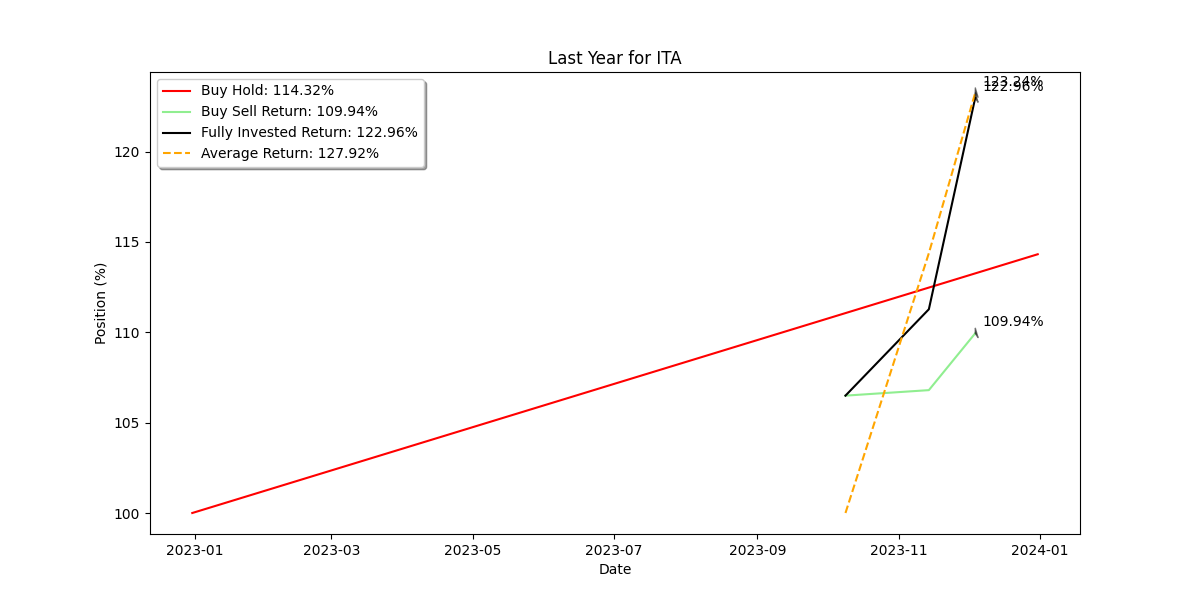 Last Year for ITA
Buy Hold: 114.32%
Buy Sell Return: 109.94%
Fully Invested Return: 122.96%
Average Return: 127.92%
123.24%
122.96%
109.94%
Position (%)
120
115
110
105
100
2023-01
2023-03
2023-05
2023-07
2023-09
2023-11
2024-01
Date